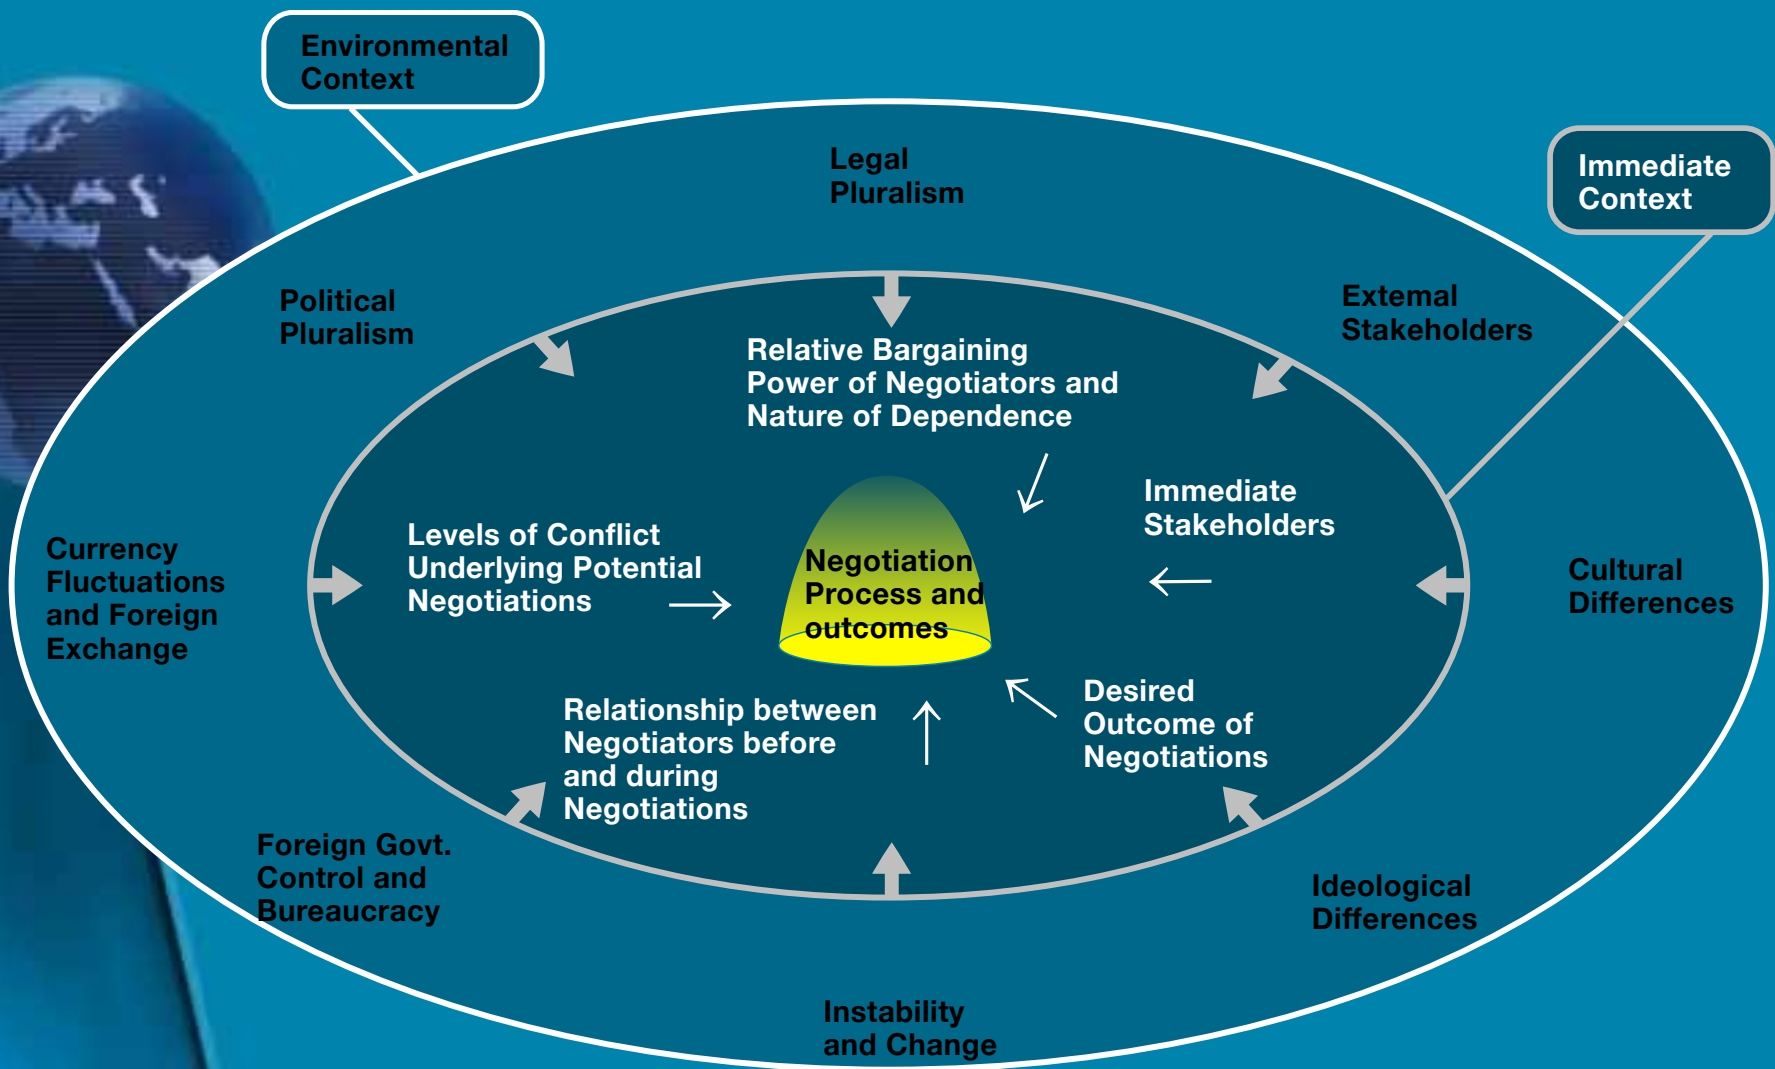 Environmental
Context
Immediate
Context
Legal
Pluralism
Political
Pluralism
Extemal
Stakeholders
Relative Bargaining
Power of Negotiators and
Nature of Dependence
Immediate
Stakeholders
Levels of Conflict
Underlying Potential
Negotiations
Negotiation
Process and
outcomes
Currency
Fluctuations
and Foreign
Exchange
Cultural
Differences
Relationship between
Negotiators before
and during
Negotiations
Desired
Outcome of
Negotiations
Foreign Govt.
Control and
Bureaucracy
Ideological
Differences
Instability
and Change